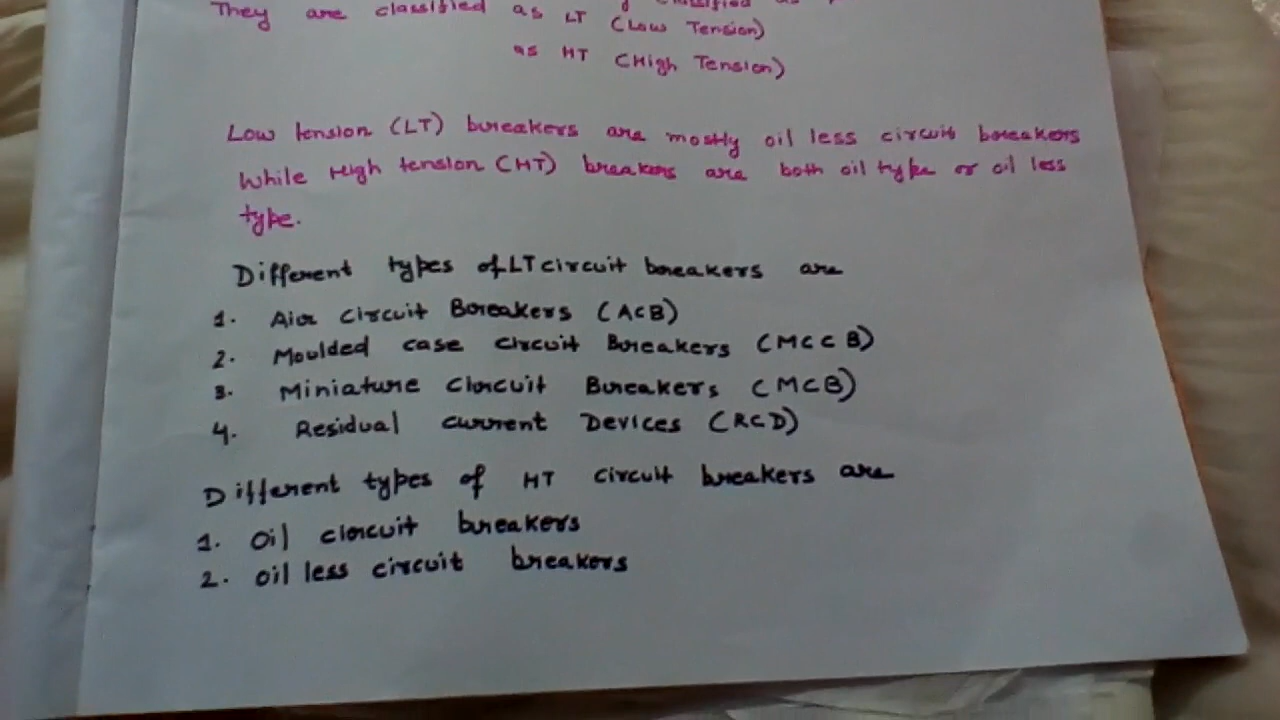 They are classified as LT (Low Tension)
as HT (High Tension)
Low tension (LT) breakers are mostly oil less circuit breakers
While High tension (HT) breakers are both oil type or oil less
type.
Different types of LT circuit breakers are
1. Air Circuit Breakers (ACB)
2. Moulded case circuit Breakers (MCCB)
3. Miniature Circuit Breakers (MCB)
4. Residual current Devices (RCD)
Different types of HT circuit breakers are
1. Oil circuit breakers
2. oil less circuit breakers